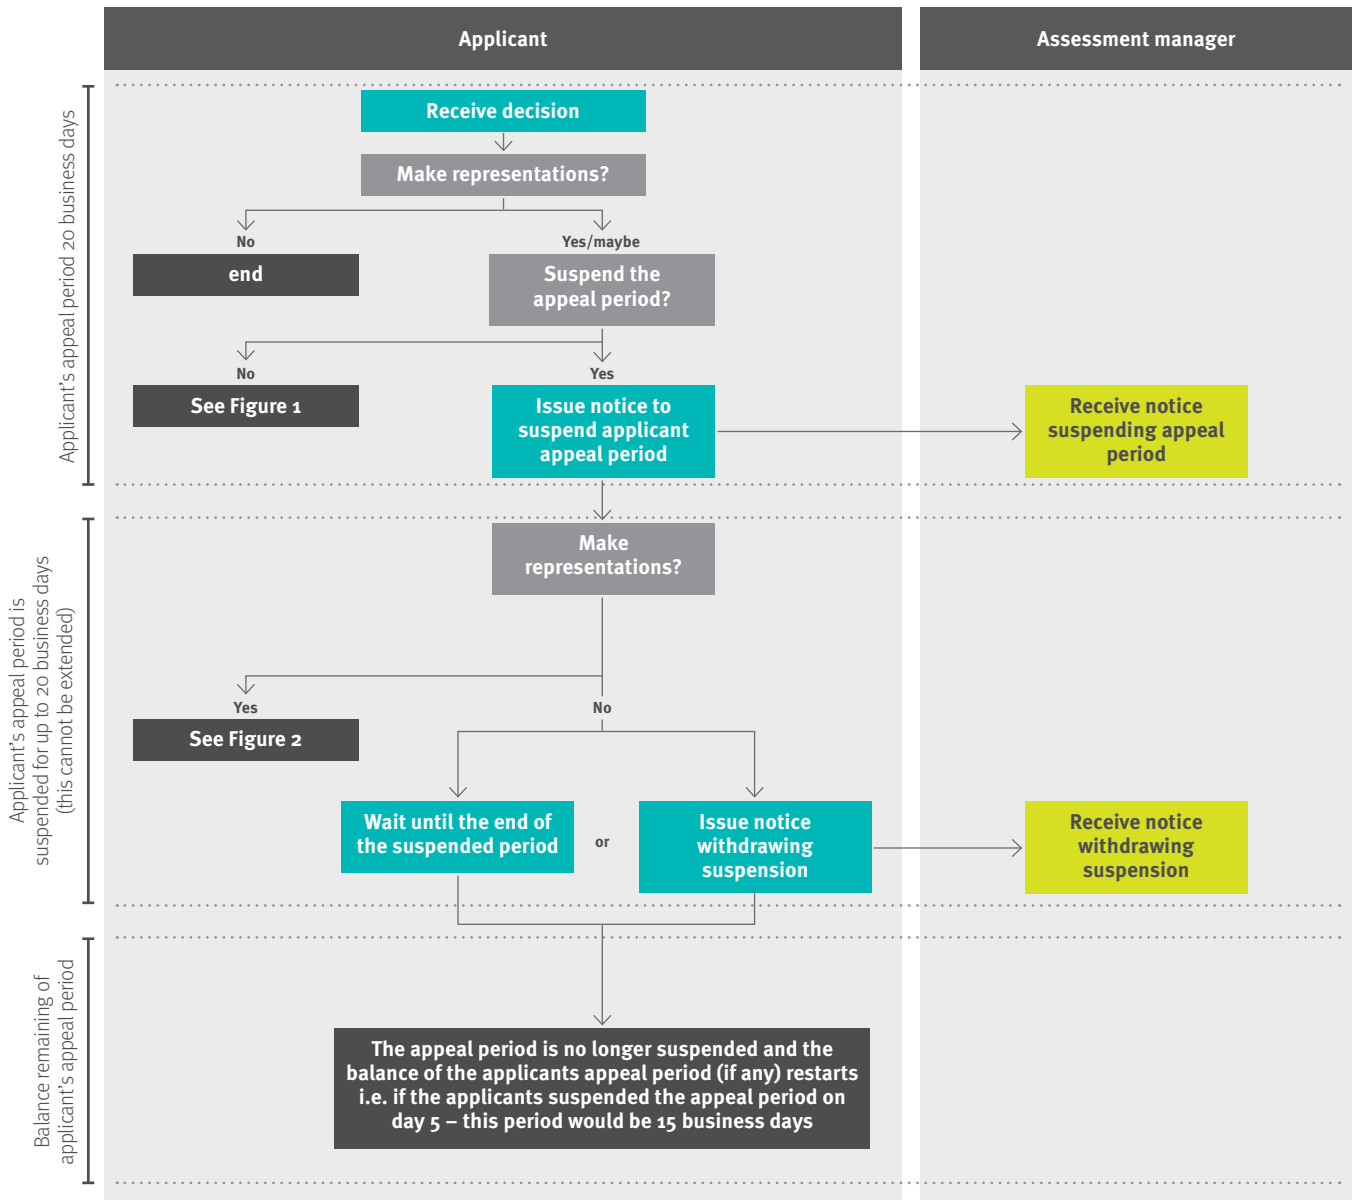 Applicant
Assessment manager
Applicant's appeal period 20 business days
Receive decision
Make representations?
No
Yes/maybe
end
Suspend the
appeal period?
No
Yes
See Figure 1
Issue notice to
suspend applicant
appeal period
Receive notice
suspending appeal
period
Applicant's appeal period is
suspended for up to 20 business days
(this cannot be extended)
Make
representations?
Yes
No
See Figure 2
Wait until the end of
the suspended period
or
Issue notice
withdrawing
suspension
Receive notice
withdrawing
suspension
Balance remaining of
applicant's appeal period
The appeal period is no longer suspended and the
balance of the applicants appeal period (if any) restarts
i.e. if the applicants suspended the appeal period on
day 5 – this period would be 15 business days